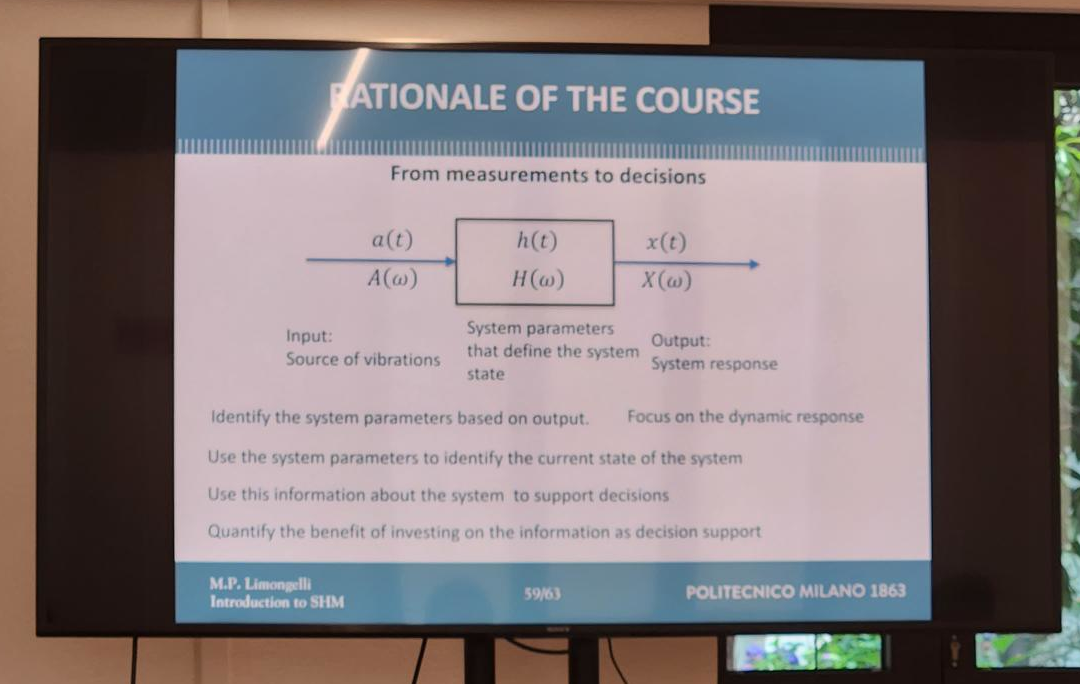 RATIONALE OF THE COURSE
From measurements to decisions
a(t)
A(ω)
h(t)
H(ω)
x(t)
X(ω)
Input:
Source of vibrations
System parameters
that define the system
state
Output:
System response
Identify the system parameters based on output. Focus on the dynamic response
Use the system parameters to identify the current state of the system
Use this information about the system to support decisions
Quantify the benefit of investing on the information as decision support
M.P. Limongelli
Introduction to SHM
59/63
POLITECNICO MILANO 1863